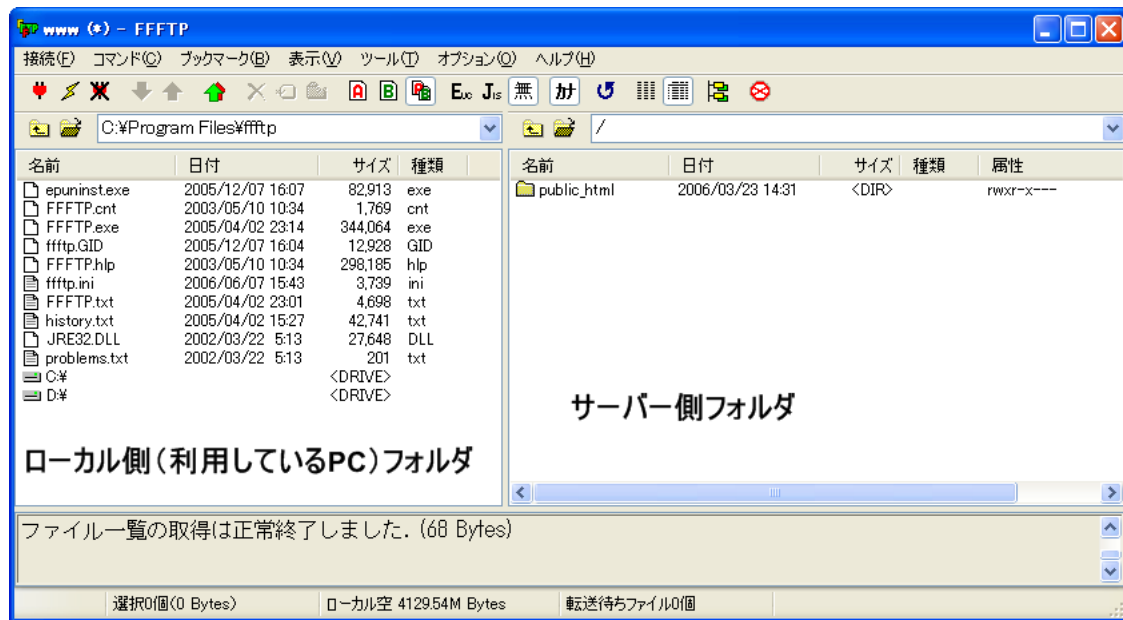 www (*) - FFFTP
接続(F) コマンド(C) ブックマーク(B) 表示(V) ツール(T) オプション(O) ヘルプ(H)
A B B Euc Jis 無 カナ
C:¥Program Files¥ffftp /
名前 日付 サイズ 種類 名前 日付 サイズ 種類 属性
epuninst.exe 2005/12/07 16:07 82,913 exe public_html 2006/03/23 14:31 <DIR> rwxr-x---
FFFTP.cnt 2003/05/10 10:34 1,769 cnt
FFFTP.exe 2005/04/02 23:14 344,064 exe
ffftp.GID 2005/12/07 16:04 12,928 GID
FFFTP.hlp 2003/05/10 10:34 298,185 hlp
ffftp.ini 2006/06/07 15:43 3,739 ini
FFFTP.txt 2005/04/02 23:01 4,698 txt
history.txt 2005/04/02 15:27 42,741 txt
JRE32.DLL 2002/03/22 5:13 27,648 DLL
problems.txt 2002/03/22 5:13 201 txt
C:¥ <DRIVE>
D:¥ <DRIVE>
サーバー側フォルダ
ローカル側(利用しているPC)フォルダ
ファイル一覧の取得は正常終了しました. (68 Bytes)
選択0個(0 Bytes) ローカル空 4129.54M Bytes 転送待ちファイル0個